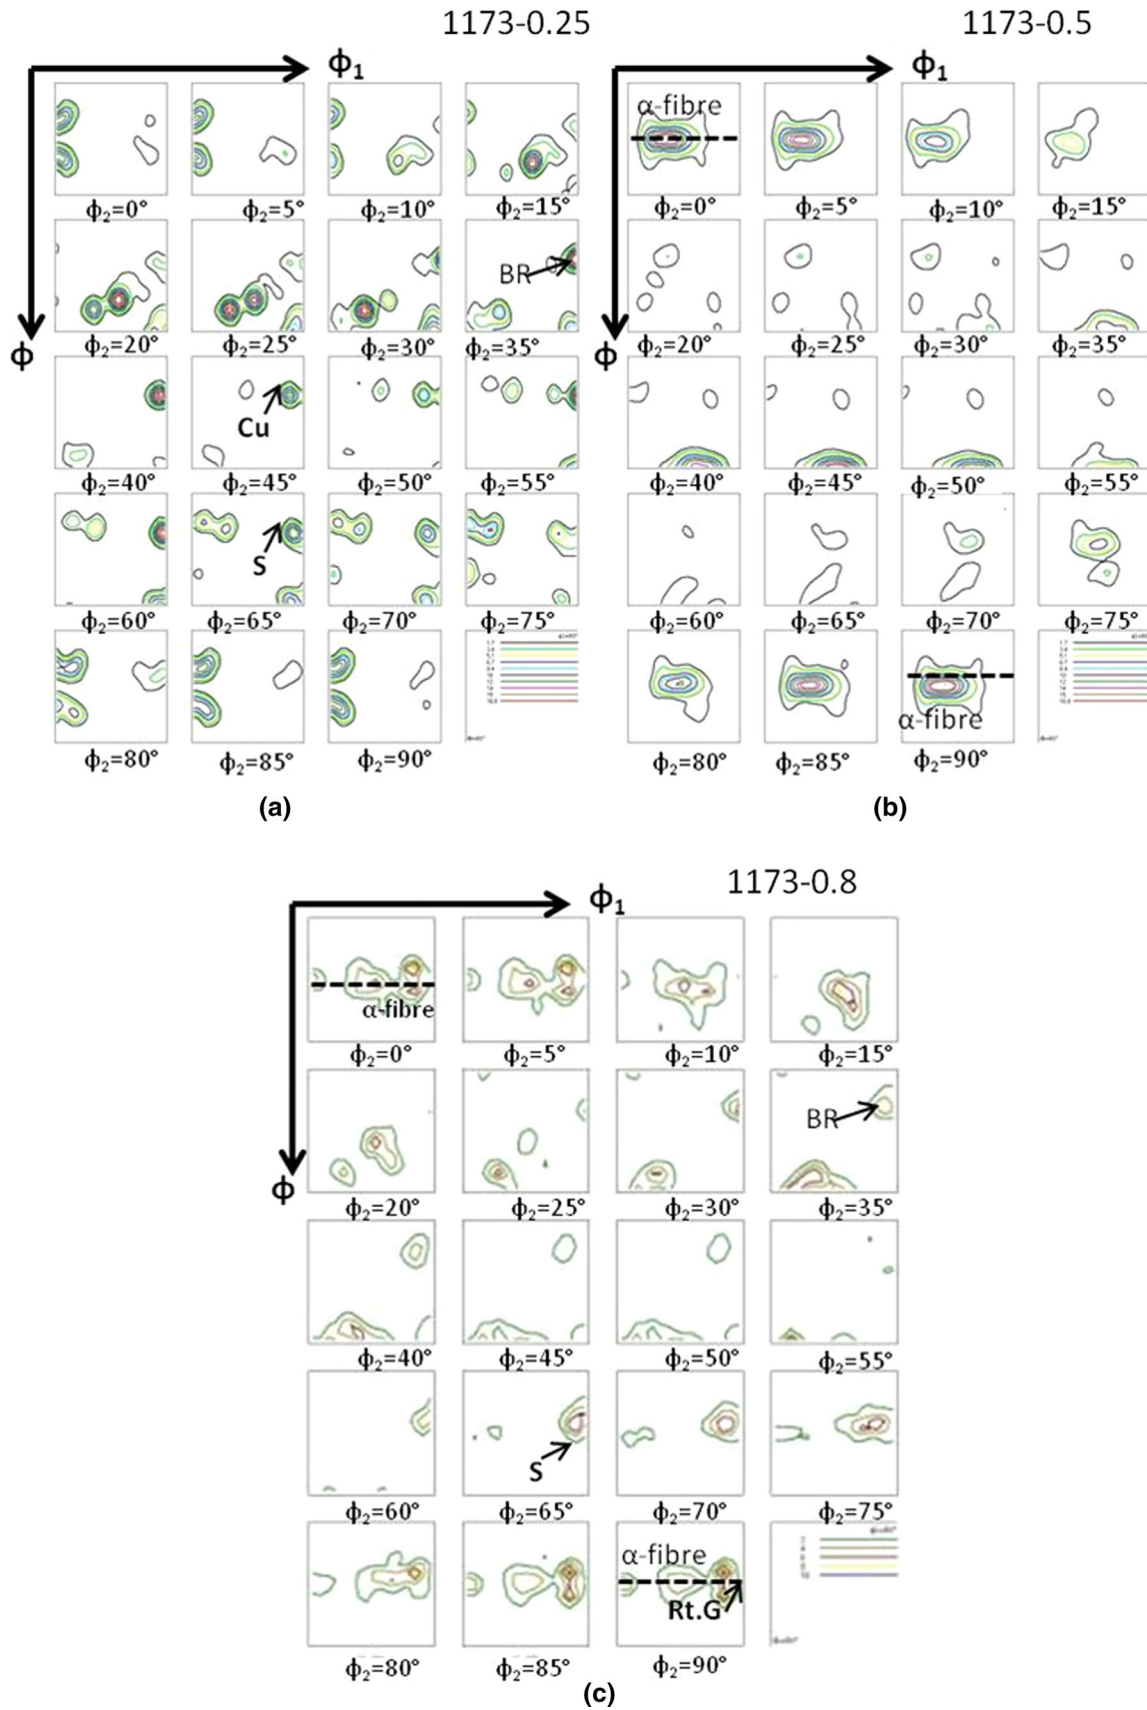 1173-0.25
1173-0.5
ϕ₁
ϕ₁
α-fibre
ϕ₂=0°
ϕ₂=5°
ϕ₂=10°
ϕ₂=15°
ϕ₂=0°
ϕ₂=5°
ϕ₂=10°
ϕ₂=15°
BR
ϕ
ϕ
ϕ₂=20°
ϕ₂=25°
ϕ₂=30°
ϕ₂=35°
ϕ₂=20°
ϕ₂=25°
ϕ₂=30°
ϕ₂=35°
Cu
ϕ₂=40°
ϕ₂=45°
ϕ₂=50°
ϕ₂=55°
ϕ₂=40°
ϕ₂=45°
ϕ₂=50°
ϕ₂=55°
S
ϕ₂=60°
ϕ₂=65°
ϕ₂=70°
ϕ₂=75°
ϕ₂=60°
ϕ₂=65°
ϕ₂=70°
ϕ₂=75°
α-fibre
ϕ₂=80°
ϕ₂=85°
ϕ₂=90°
ϕ₂=80°
ϕ₂=85°
ϕ₂=90°
(a)
(b)
1173-0.8
ϕ₁
α-fibre
ϕ₂=0°
ϕ₂=5°
ϕ₂=10°
ϕ₂=15°
BR
ϕ
ϕ₂=20°
ϕ₂=25°
ϕ₂=30°
ϕ₂=35°
ϕ₂=40°
ϕ₂=45°
ϕ₂=50°
ϕ₂=55°
S
ϕ₂=60°
ϕ₂=65°
ϕ₂=70°
ϕ₂=75°
α-fibre
Rt.G
ϕ₂=80°
ϕ₂=85°
ϕ₂=90°
(c)